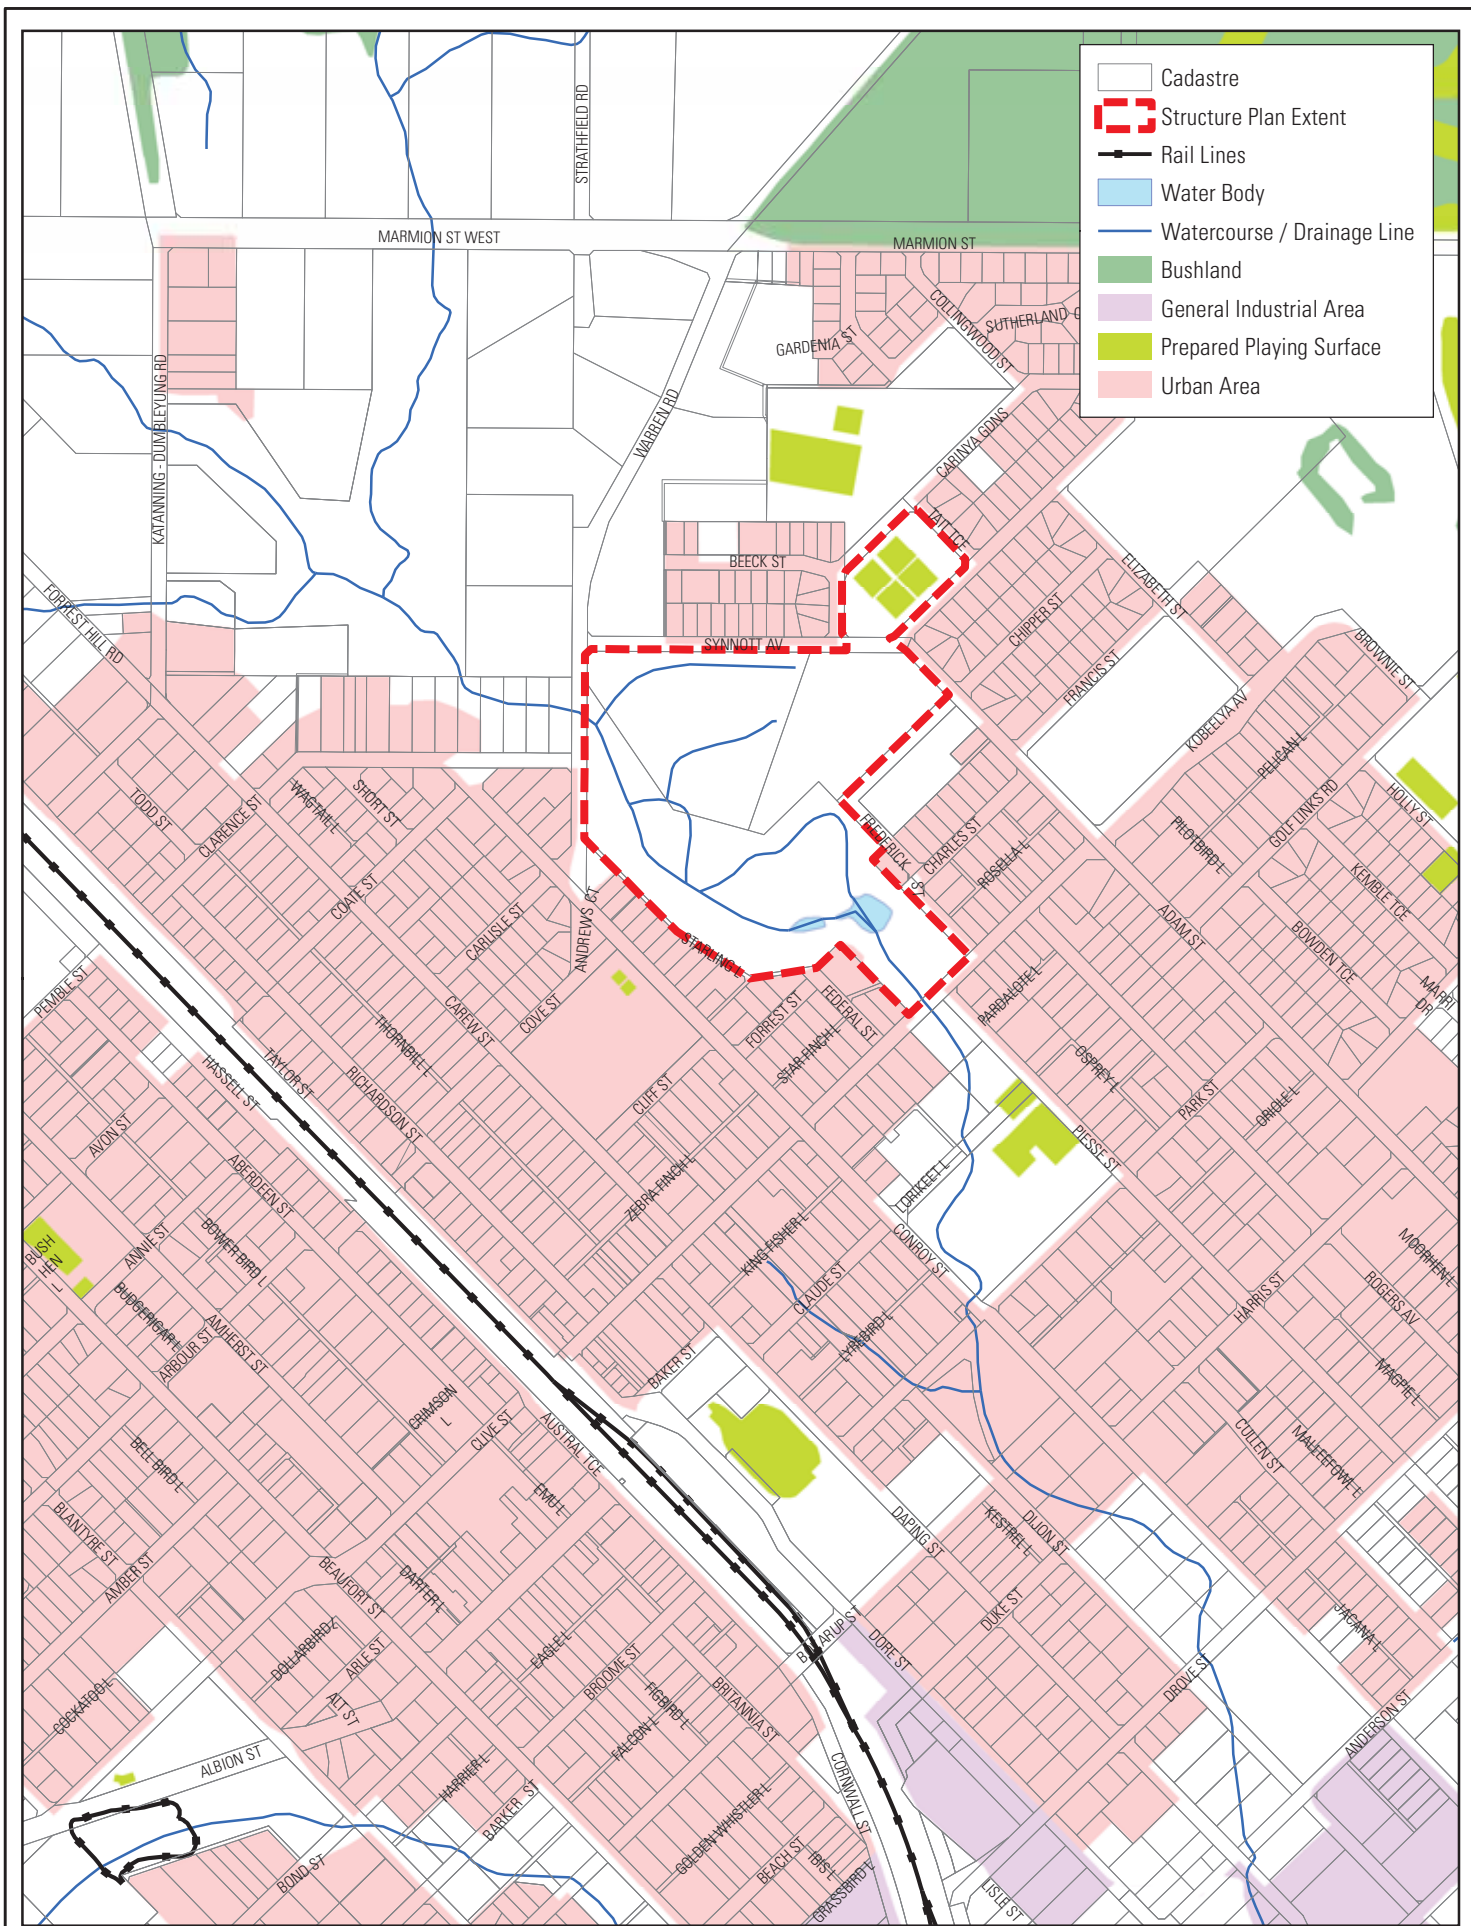 Cadastre
Structure Plan Extent
Rail Lines
Water Body
Watercourse / Drainage Line
Bushland
General Industrial Area
Prepared Playing Surface
Urban Area
STRATHFIELD RD
MARMION ST WEST
MARMION ST
COLLINGWOOD ST
SUTHERLAND
GARDENIA ST
KATANNING - DUMBLEYUNG RD
WARREN RD
CARINYA GDNS
TAIT TCE
BEECK ST
ELIZABETH ST
CHIPPER ST
FORREST HILL RD
SYNNOTT AV
FRANCIS ST
BROWNIE ST
KOBEELYA AV
PELICAN L
TODD ST
CLARENCE ST
WAGTAIL L
SHORT ST
HOLLY ST
GOLF LINKS RD
PILOTBIRD L
FREDERICK
ST
CHARLES ST
ROSELLA L
KEMBLE TCE
COATE ST
CARLISLE ST
ANDREWS CT
ADAM ST
BOWDEN TCE
STARLING L
MARRI
DR
PEMBLE ST
CAREW ST
COVE ST
FORREST ST
FEDERAL ST
PARDALOTE L
THORNBILL L
STAR FINCH L
HASSELL ST
TAYLOR ST
RICHARDSON ST
CLIFF ST
OSPREY L
PARK ST
ORIOLE L
AVON ST
PIESSE ST
ABERDEEN ST
ZEBRA FINCH L
LORIKEET L
BUSH
HEN
L
ANNIE ST
BOWER BIRD L
KING FISHER L
CONROY ST
MOORHEN L
BUDGERIGAR L
ARBOUR ST
AMHERST ST
CLAUDE ST
LYREBIRD L
HARRIS ST
ROGERS AV
BAKER ST
MAGPIE L
CRIMSON
L
CLIVE ST
AUSTRAL TCE
BELL BIRD L
CULLEN ST
MALLEEFOWL L
EMU L
BLANTYRE ST
AMBER ST
DAPING ST
KESTREL L
DIJON ST
BEAUFORT ST
DARTER L
DOLLARBIRD L
ARLE ST
EAGLE L
BROOME ST
DORE ST
DUKE ST
JACANA L
COCKATOO L
ALT ST
FIGBIRD L
BRITANNIA ST
FALCON L
DROVE ST
ANDERSON ST
ALBION ST
HARRIER L
BARKER ST
CORNWALL ST
GOLDEN WHISTLER L
BEACH ST
IBIS L
BOND ST
GRASSBIRD L
LISLE ST